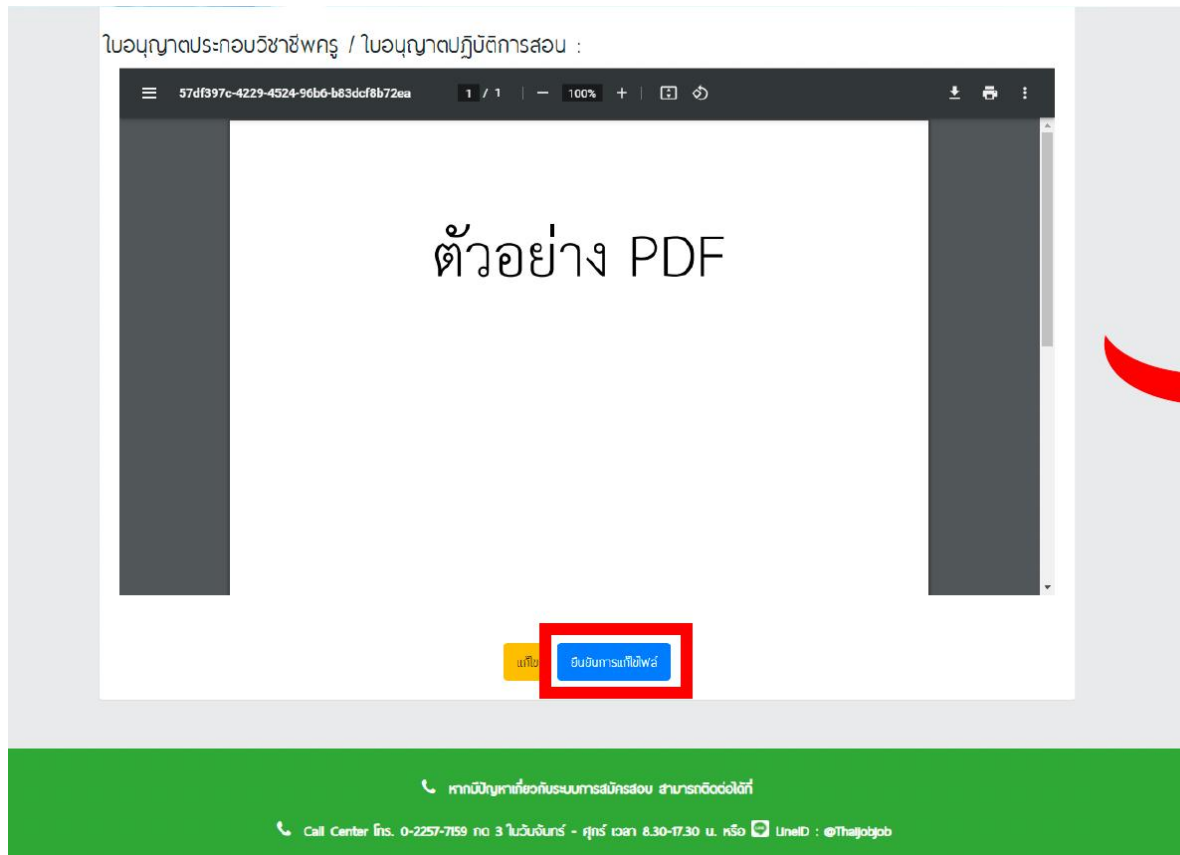 ใบอนุญาตประกอบวิชาชีพครู / ใบอนุญาตปฏิบัติการสอน :
57df397c-4229-4524-96b6-b83dcf8b72ea 1 / 1 | − 100% + |
ตัวอย่าง PDF
แก้ไข ยืนยันการแก้ไขไฟล์
หากมีปัญหาเกี่ยวกับระบบการสมัครสอบ สามารถติดต่อได้ที่
Call Center โทร. 0-2257-7159 กด 3 ในวันจันทร์ - ศุกร์ เวลา 8.30-17.30 น. หรือ LineID : @Thaijobjob